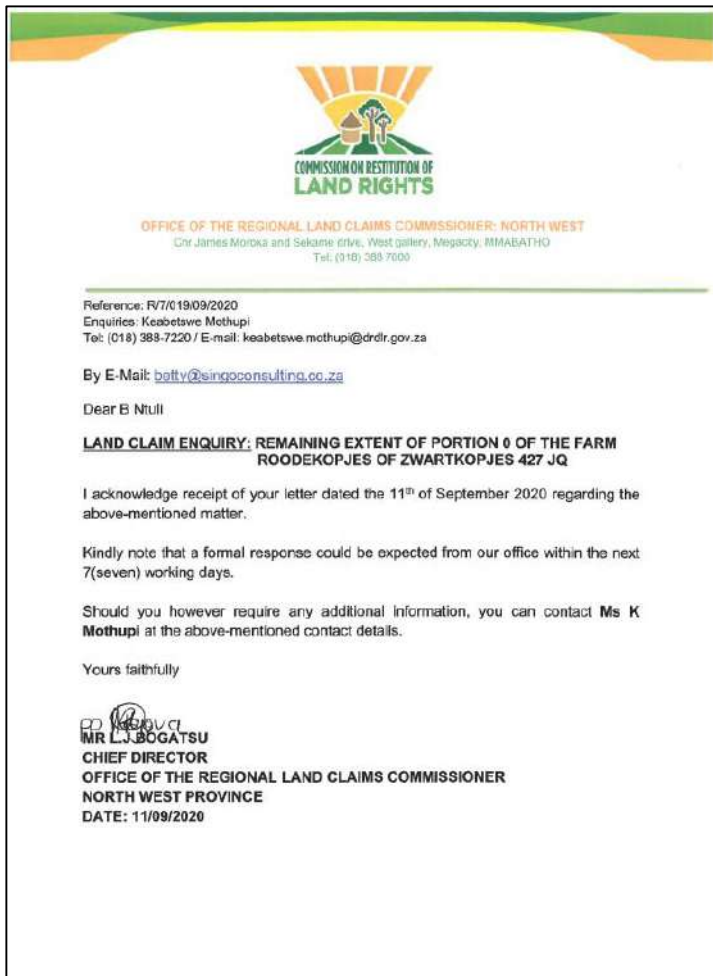 COMMISSION ON RESTITUTION OF
LAND RIGHTS
OFFICE OF THE REGIONAL LAND CLAIMS COMMISSIONER: NORTH WEST
Cnr James Moroka and Sekame drive, West gallery, Megacity, MMABATHO
Tel: (018) 388 7000
Reference: R/7/019/09/2020
Enquiries: Keabetswe Mothupi
Tel: (018) 388-7220 / E-mail: keabetswe.mothupi@drdlr.gov.za
By E-Mail: betty@singoconsulting.co.za
Dear B Ntuli
LAND CLAIM ENQUIRY: REMAINING EXTENT OF PORTION 0 OF THE FARM
ROODEKOPJES OF ZWARTKOPJES 427 JQ
I acknowledge receipt of your letter dated the 11th of September 2020 regarding the
above-mentioned matter.
Kindly note that a formal response could be expected from our office within the next
7(seven) working days.
Should you however require any additional information, you can contact Ms K
Mothupi at the above-mentioned contact details.
Yours faithfully
pp
MR L.J.BOGATSU
CHIEF DIRECTOR
OFFICE OF THE REGIONAL LAND CLAIMS COMMISSIONER
NORTH WEST PROVINCE
DATE: 11/09/2020